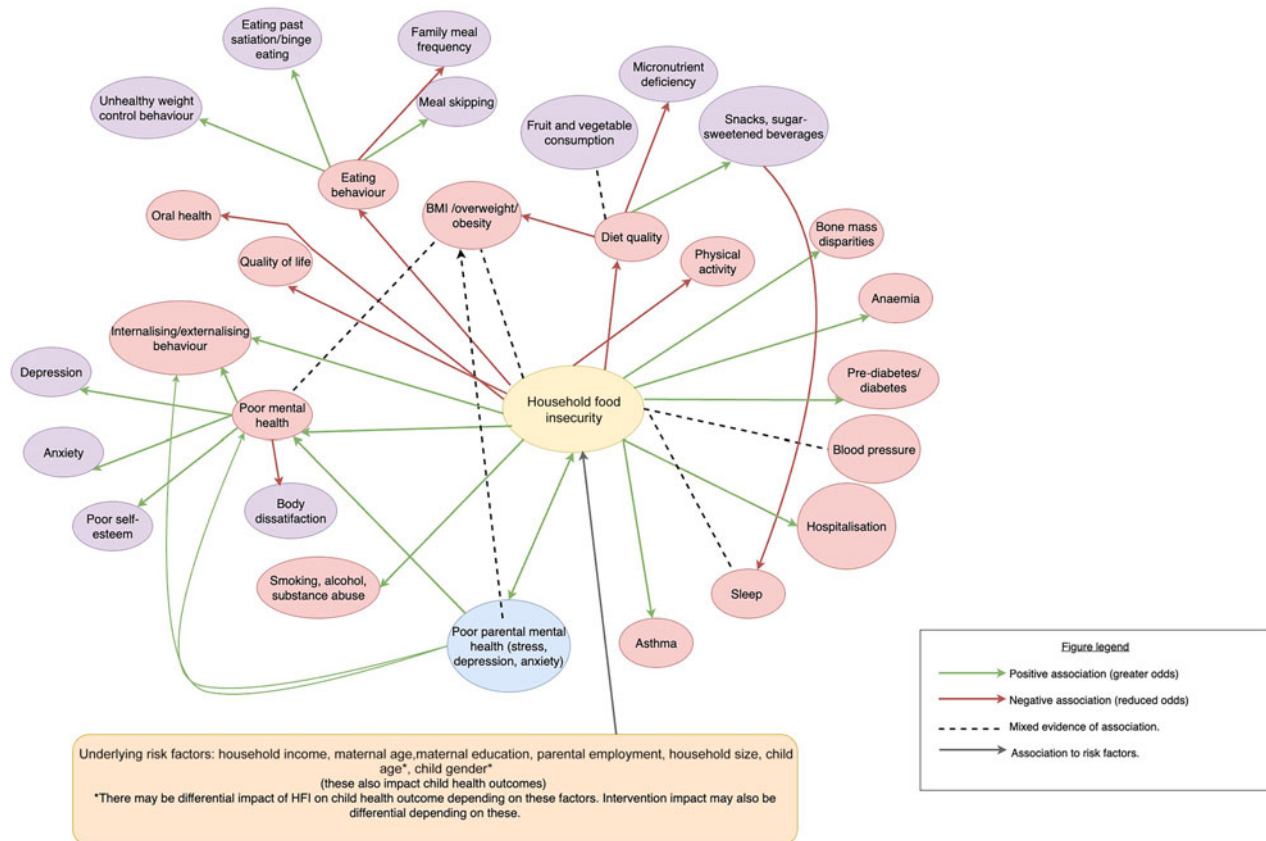 Eating past
satiation/binge
eating
Family meal
frequency
Micronutrient
deficiency
Unhealthy weight
control behaviour
Meal skipping
Fruit and vegetable
consumption
Snacks, sugar-
sweetened beverages
Eating
behaviour
Oral health
BMI /overweight/
obesity
Diet quality
Bone mass
disparities
Quality of life
Physical
activity
Anaemia
Internalising/externalising
behaviour
Depression
Pre-diabetes/
diabetes
Household food
insecurity
Poor mental
health
Anxiety
Blood pressure
Body
dissatifaction
Poor self-
esteem
Hospitalisation
Smoking, alcohol,
substance abuse
Sleep
Poor parental mental
health (stress,
depression, anxiety)
Asthma
Figure legend
Positive association (greater odds)
Negative association (reduced odds)
Mixed evidence of association.
Association to risk factors.
Underlying risk factors: household income, maternal age,maternal education, parental employment, household size, child
age*, child gender*
(these also impact child health outcomes)
*There may be differential impact of HFI on child health outcome depending on these factors. Intervention impact may also be
differential depending on these.